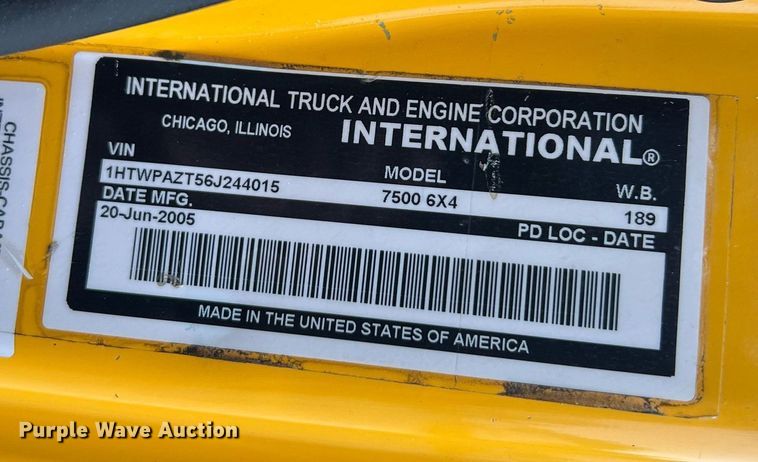 INTERNATIONAL TRUCK AND ENGINE CORPORATION
CHICAGO, ILLINOIS
INTERNATIONAL®
VIN
MODEL
W.B.
1HTWPAZT56J244015
7500 6X4
189
DATE MFG.
20-Jun-2005
PD LOC - DATE
MADE IN THE UNITED STATES OF AMERICA
Purple Wave Auction